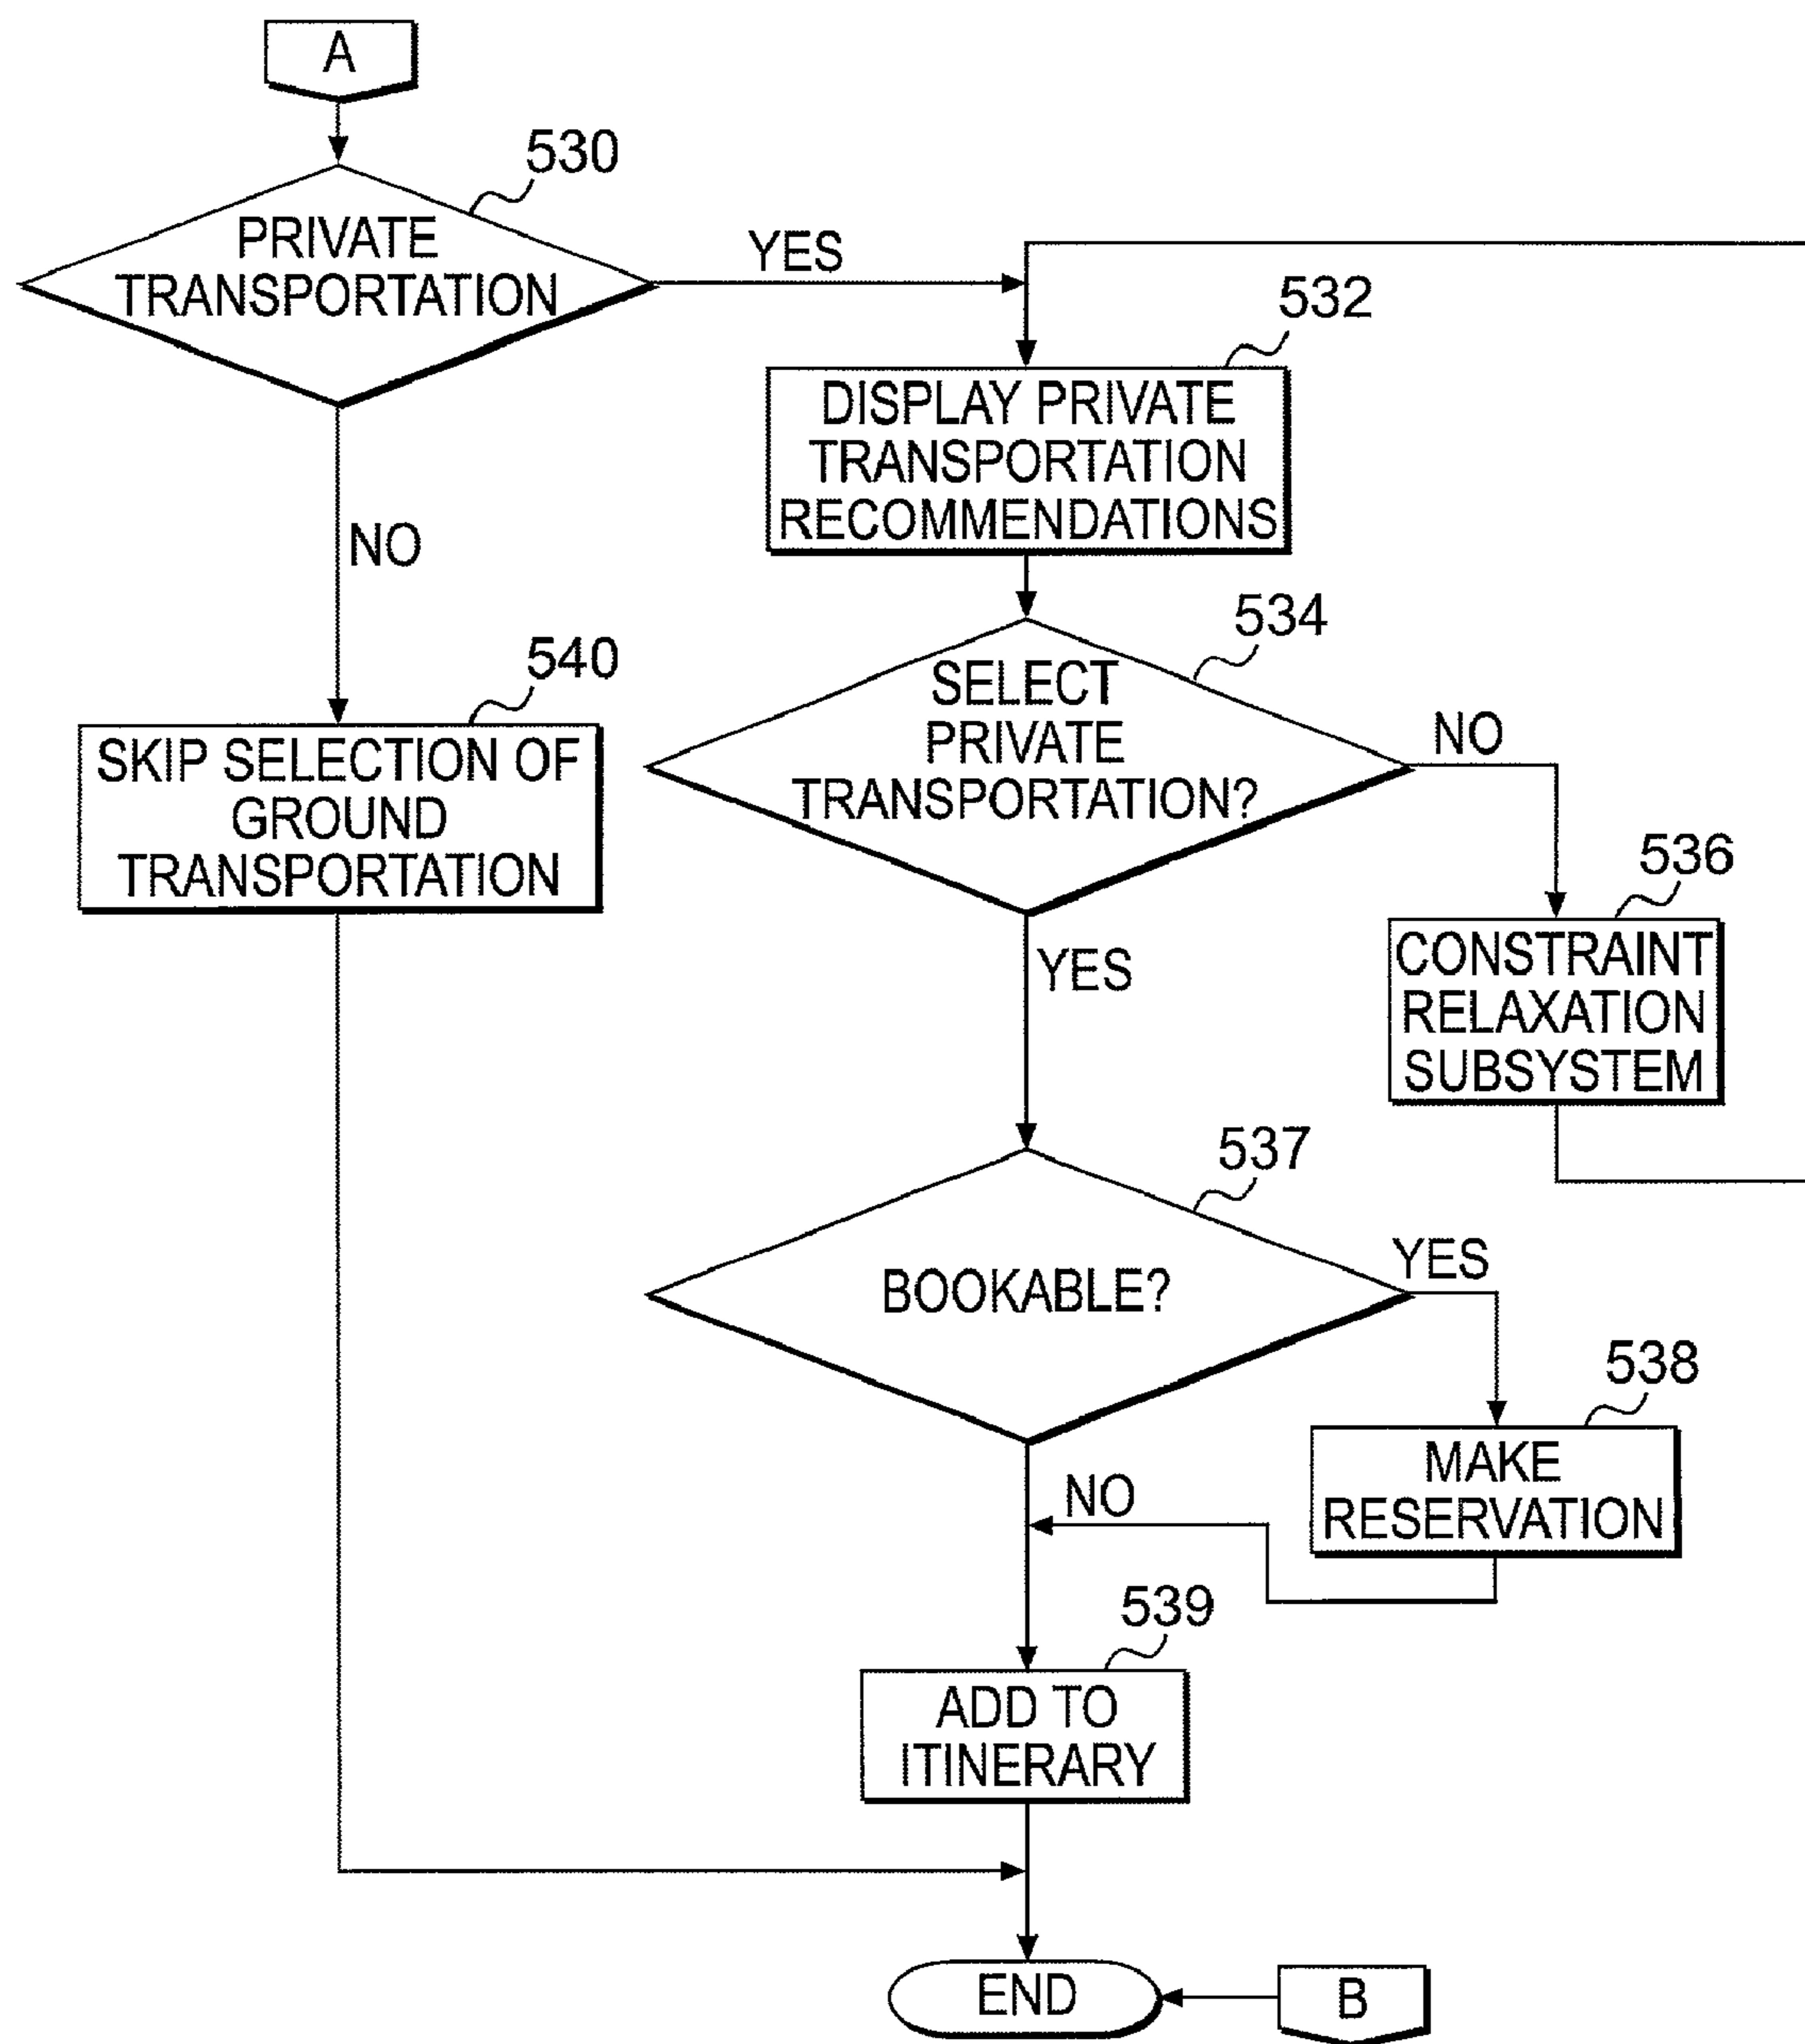 A
530
PRIVATE
TRANSPORTATION
YES
532
DISPLAY PRIVATE
TRANSPORTATION
RECOMMENDATIONS
NO
534
SELECT
PRIVATE
TRANSPORTATION?
NO
540
SKIP SELECTION OF
GROUND
TRANSPORTATION
536
CONSTRAINT
RELAXATION
SUBSYSTEM
YES
537
BOOKABLE?
YES
538
MAKE
RESERVATION
NO
539
ADD TO
ITINERARY
END
B